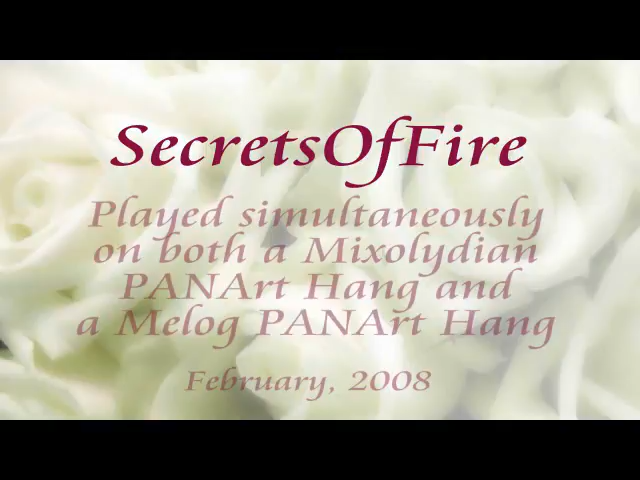 SecretsOfFire
Played simultaneously
on both a Mixolydian
PANArt Hang and
a Melog PANArt Hang
February, 2008